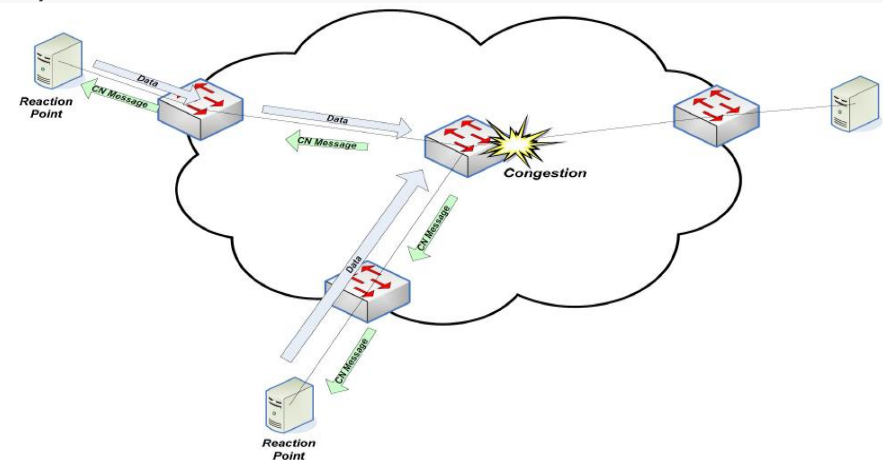 Data
CN Message
Reaction
Point
Data
CN Message
Congestion
CN Message
Data
CN Message
Reaction
Point